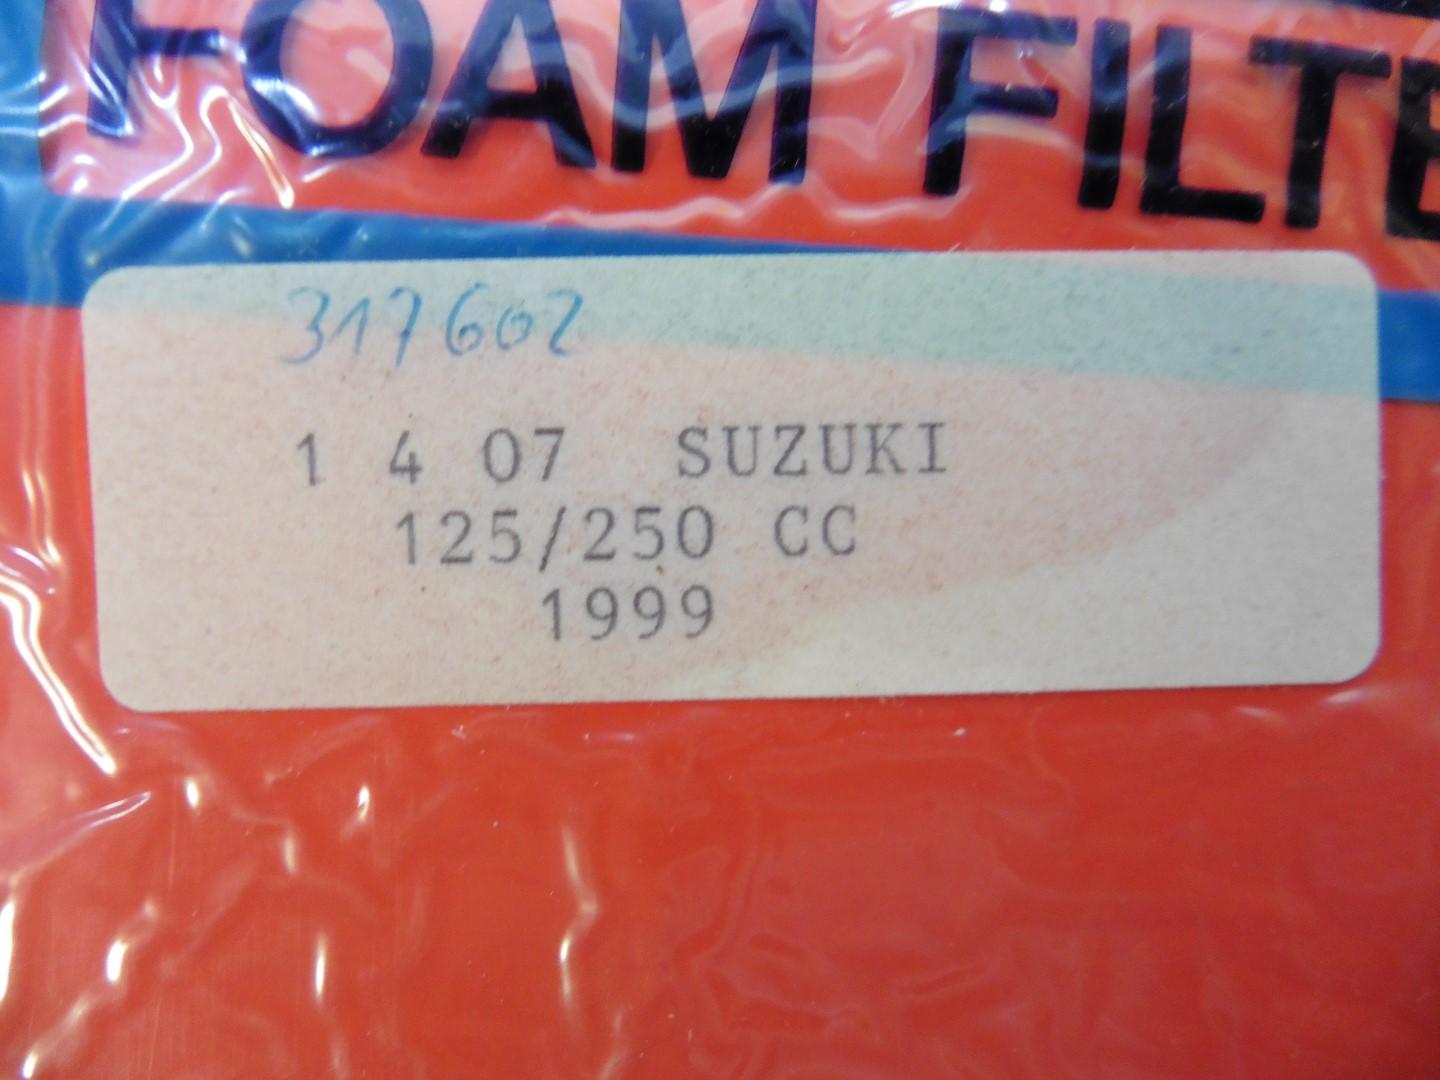 FOAM FILTE
317602
1 4 07 SUZUKI
125/250 CC
1999